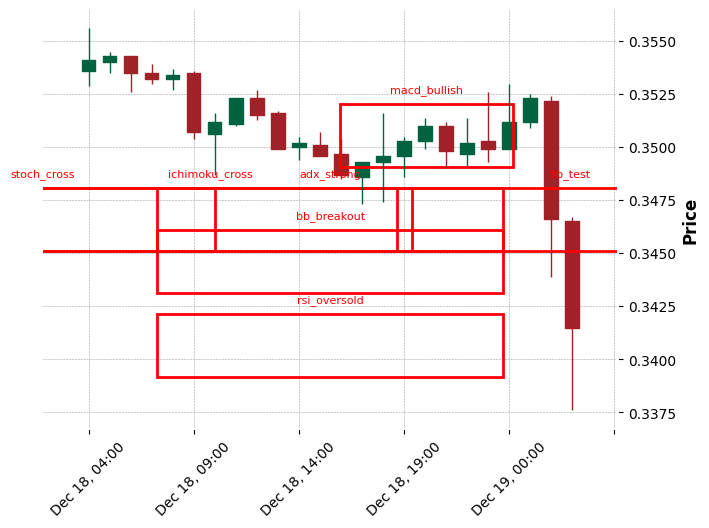 0.3550
macd_bullish
0.3525
0.3500
stoch_cross
ichimoku_cross
adx_strong
0.3475
bb_breakout
Price
0.3450
rsi_oversold
0.3425
0.3400
0.3375
Dec 18, 04:00
Dec 18, 09:00
Dec 18, 14:00
Dec 18, 19:00
Dec 19, 00:00